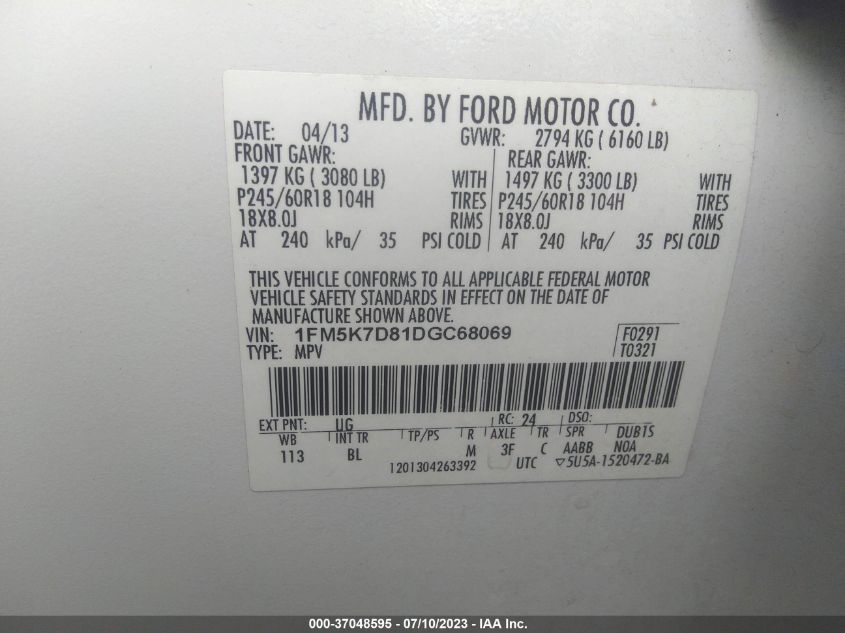 MFD. BY FORD MOTOR CO.
DATE: 04/13 GVWR: 2794 KG ( 6160 LB)
FRONT GAWR: REAR GAWR:
1397 KG ( 3080 LB) WITH 1497 KG ( 3300 LB) WITH
P245/60R18 104H TIRES P245/60R18 104H TIRES
18X8.0J RIMS 18X8.0J RIMS
AT 240 kPa/ 35 PSI COLD AT 240 kPa/ 35 PSI COLD
THIS VEHICLE CONFORMS TO ALL APPLICABLE FEDERAL MOTOR
VEHICLE SAFETY STANDARDS IN EFFECT ON THE DATE OF
MANUFACTURE SHOWN ABOVE.
VIN: 1FM5K7D81DGC68069 F0291
TYPE: MPV T0321
EXT PNT: UG RC: 24 DSO:
WB INT TR TP/PS R AXLE TR SPR DUBTS
113 BL M 3F C AABB NOA
1201304263392 UTC ▽5U5A-1520472-BA
000-37048595 - 07/10/2023 - IAA Inc.